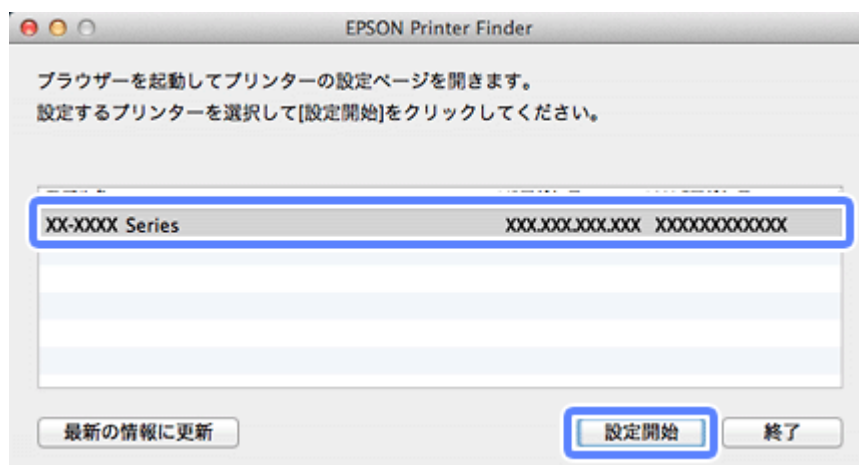 EPSON Printer Finder
ブラウザーを起動してプリンターの設定ページを開きます。
設定するプリンターを選択して[設定開始]をクリックしてください。
XX-XXXX Series XXX.XXX.XXX.XXX XXXXXXXXXXXX
最新の情報に更新 設定開始 終了